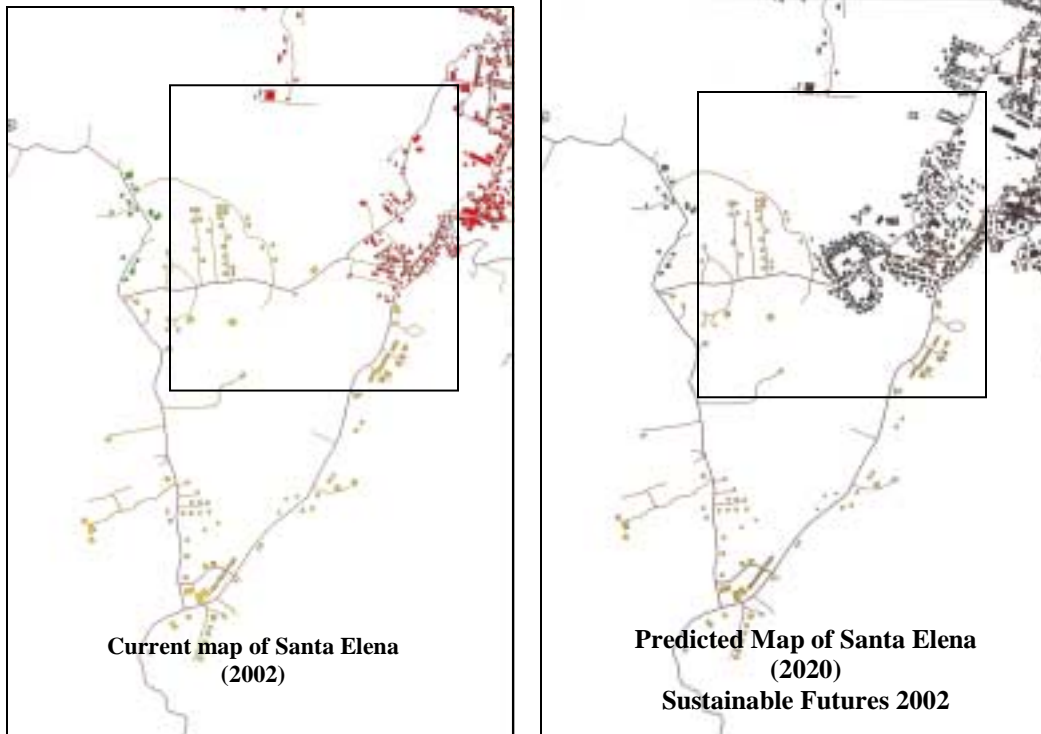 Current map of Santa Elena
(2002)
Predicted Map of Santa Elena
(2020)
Sustainable Futures 2002